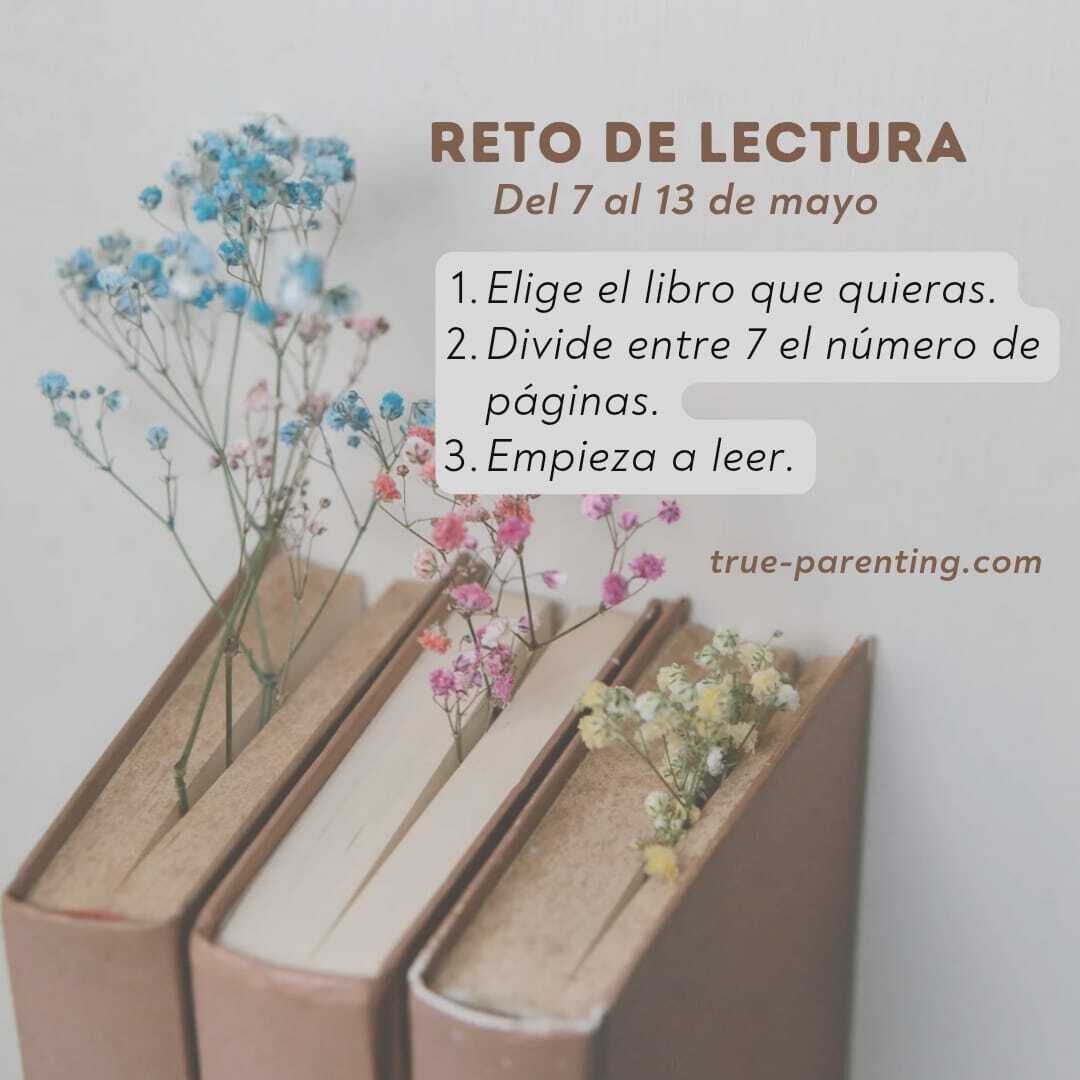 RETO DE LECTURA
Del 7 al 13 de mayo
1. Elige el libro que quieras.
2. Divide entre 7 el número de
páginas.
3. Empieza a leer.
true-parenting.com